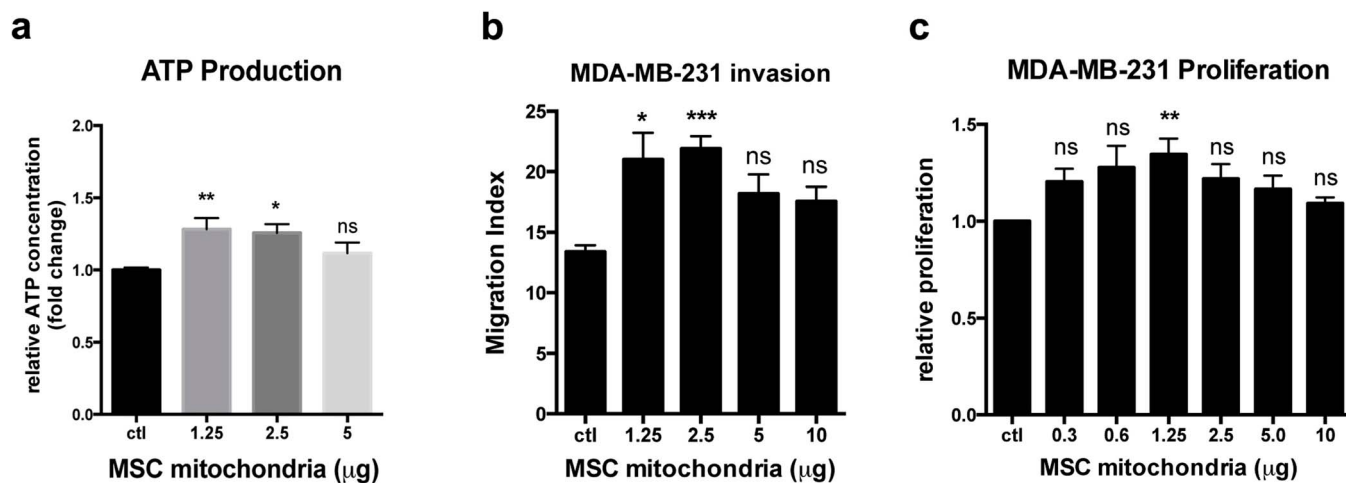 a
ATP Production
relative ATP concentration
(fold change)
2.0
1.5
1.0
0.5
0.0
** * ns
ctl 1.25 2.5 5
MSC mitochondria (μg)
b
MDA-MB-231 invasion
Migration Index
25
20
15
10
5
0
* *** ns ns
ctl 1.25 2.5 5 10
MSC mitochondria (μg)
c
MDA-MB-231 Proliferation
relative proliferation
1.5
1.0
0.5
0.0
ns ns ** ns ns ns
ctl 0.3 0.6 1.25 2.5 5.0 10
MSC mitochondria (μg)